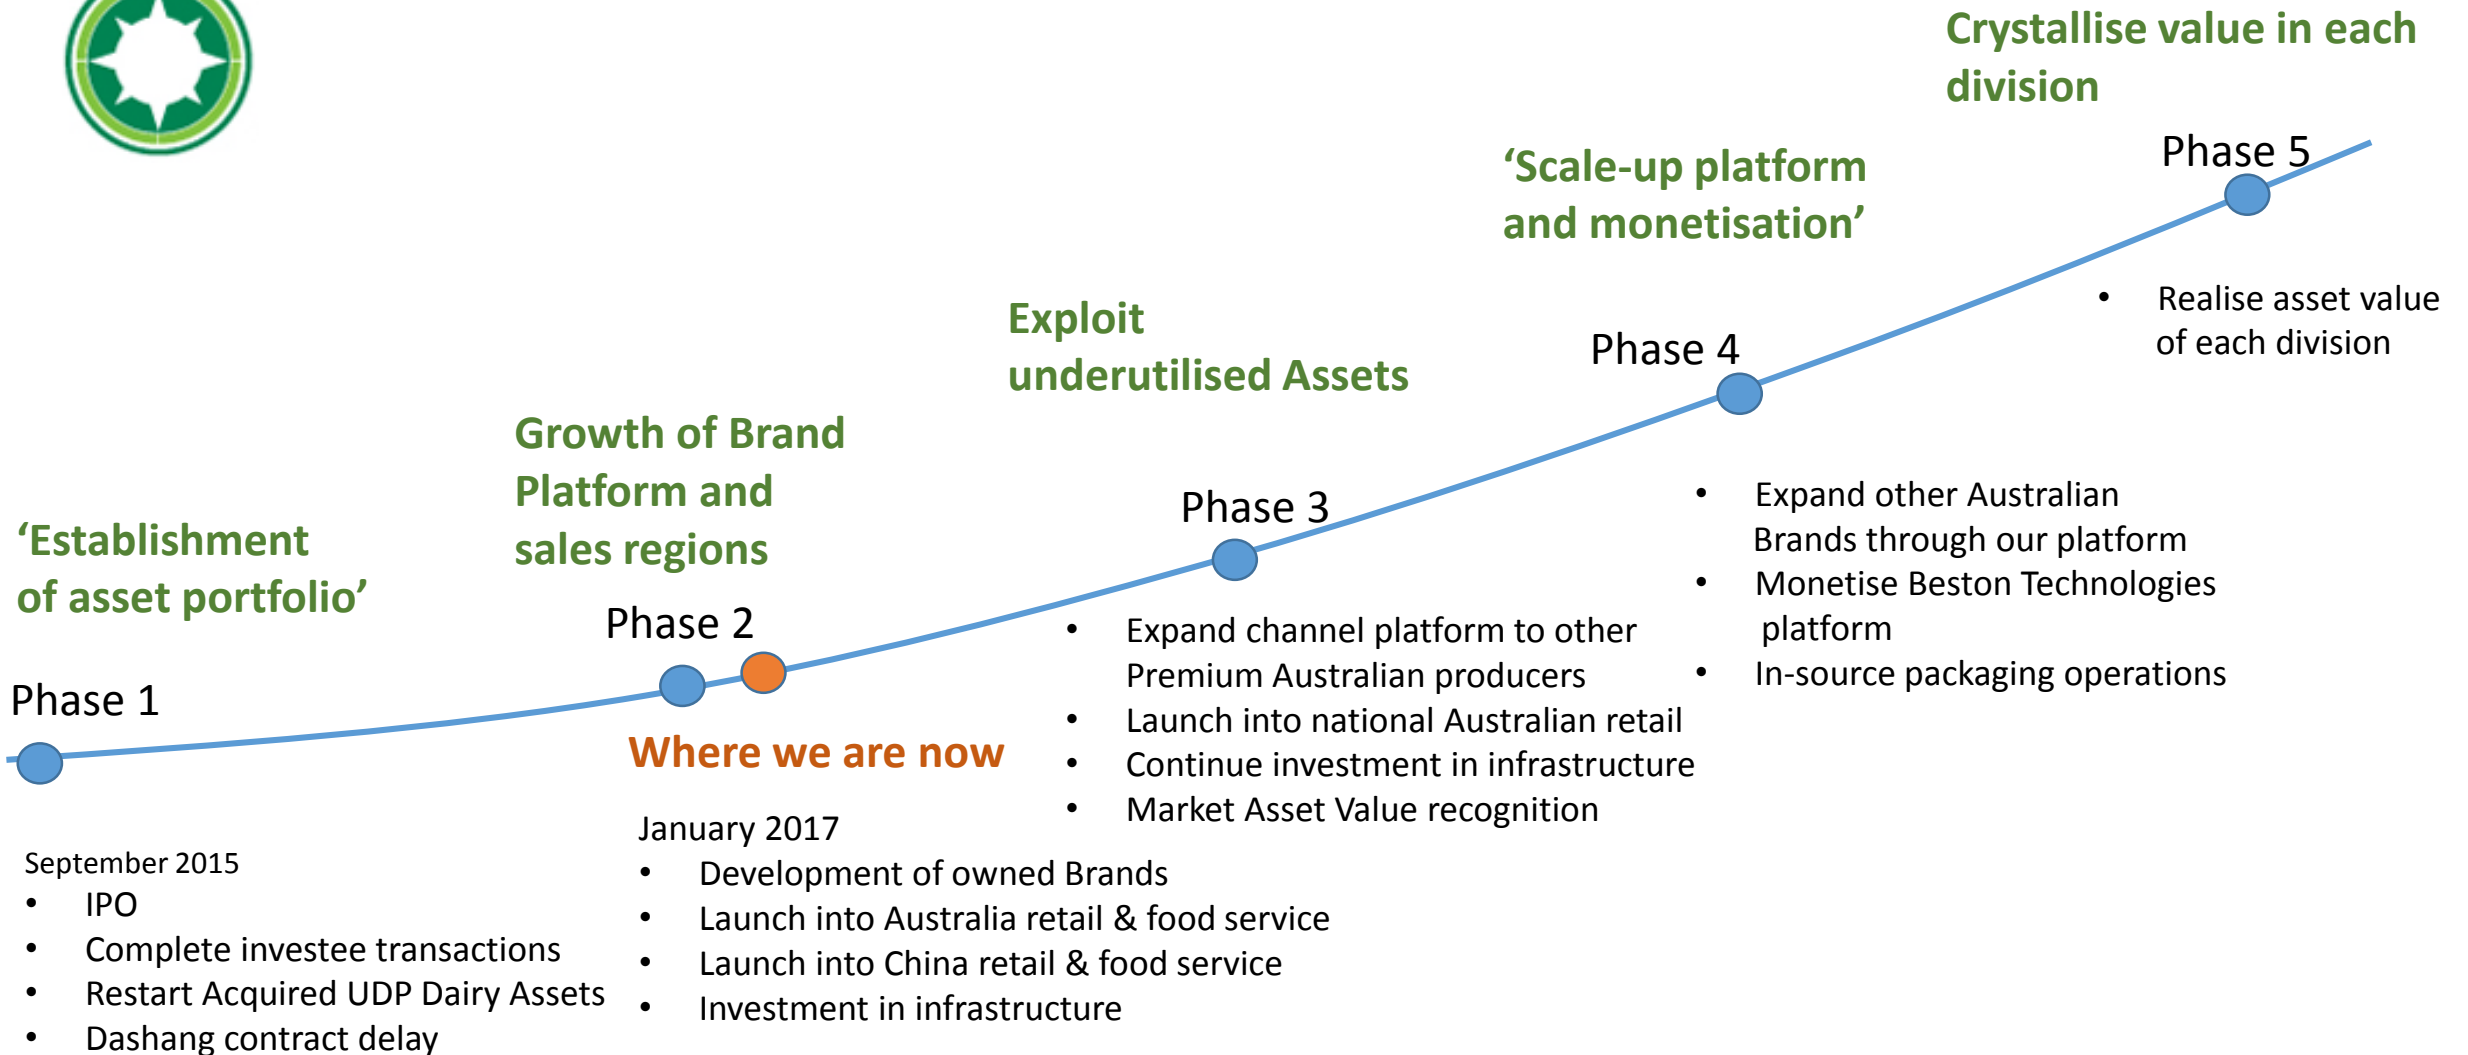 ‘Establishment
of asset portfolio’
Phase 1
September 2015
• IPO
• Complete investee transactions
• Restart Acquired UDP Dairy Assets
• Dashang contract delay
Growth of Brand
Platform and
sales regions
Phase 2
Where we are now
January 2017
• Development of owned Brands
• Launch into Australia retail & food service
• Launch into China retail & food service
• Investment in infrastructure
Exploit
underutilised Assets
Phase 3
• Expand channel platform to other
Premium Australian producers
• Launch into national Australian retail
• Continue investment in infrastructure
• Market Asset Value recognition
‘Scale-up platform
and monetisation’
Phase 4
• Expand other Australian
Brands through our platform
• Monetise Beston Technologies
platform
• In-source packaging operations
Crystallise value in each
division
Phase 5
• Realise asset value
of each division